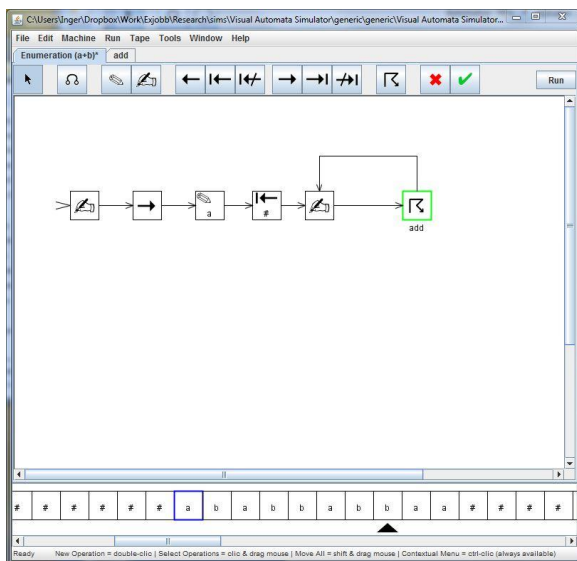 C:\Users\Inger\Dropbox\Work\Exjobb\Research\sims\Visual Automata Simulator\generic\generic\Visual Automata Simulator...
File Edit Machine Run Tape Tools Window Help
Enumeration (a+b)* add
Run
a #
add
# # # # # # a b a b b a b b a a # # # #
Ready New Operation = double-clic | Select Operations = clic & drag mouse | Move All = shift & drag mouse | Contextual Menu = ctrl-clic (always available)